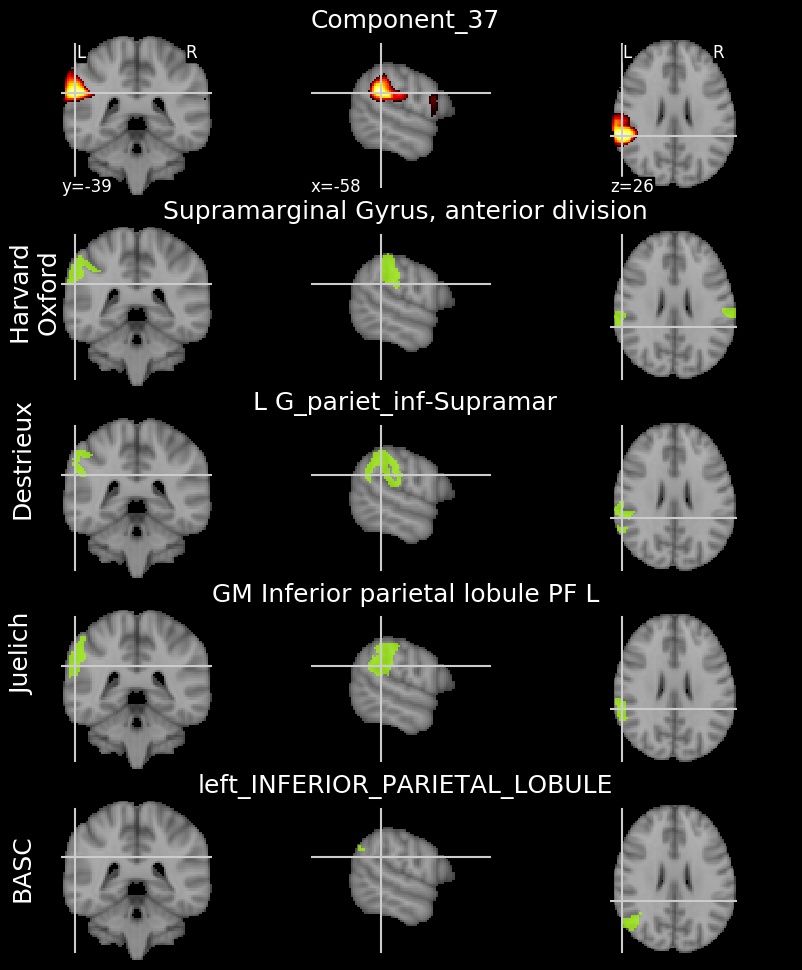 Component_37
L R
L R
y=-39
x=-58
z=26
Supramarginal Gyrus, anterior division
Harvard
Oxford
L G_pariet_inf-Supramar
Destrieux
GM Inferior parietal lobule PF L
Juelich
left_INFERIOR_PARIETAL_LOBULE
BASC